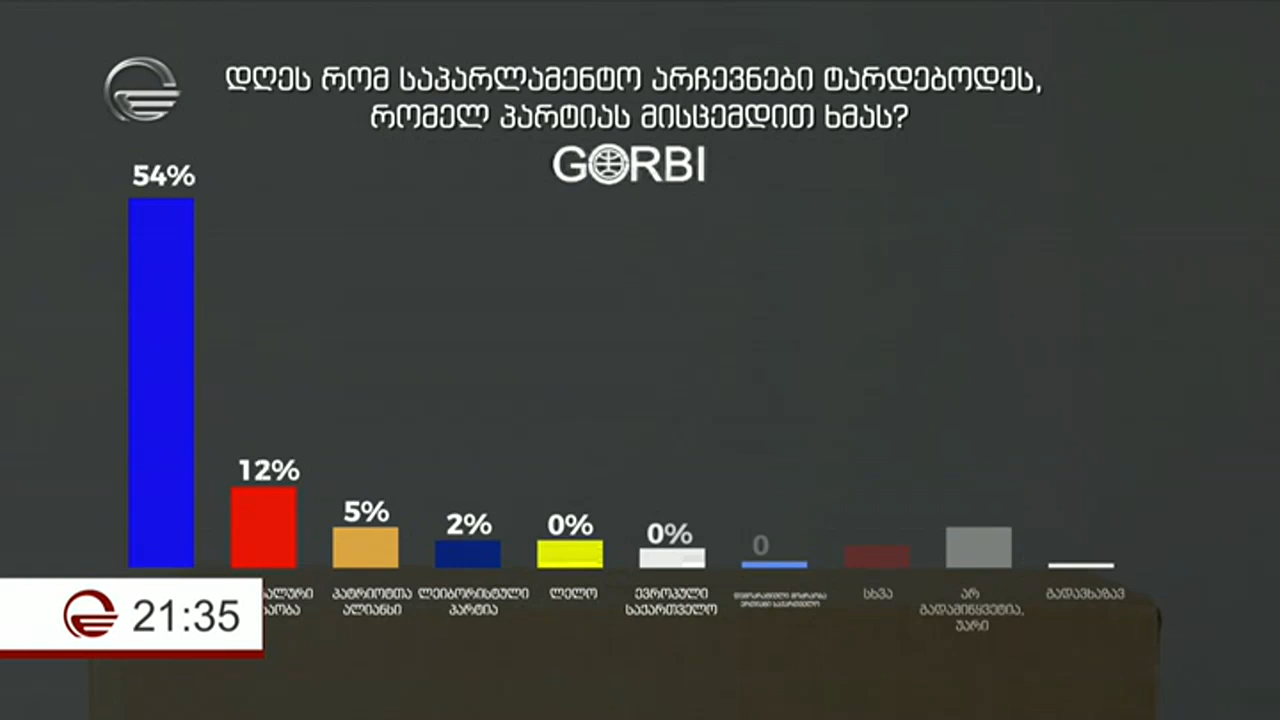 დღეს რომ საპარლამენტო არჩევნები ტარდებოდეს,
რომელ პარტიას მისცემდით ხმას?
GORBI
54%
12%
5%
2%
0%
0%
0
პატრიოტთა
ალიანსი
ლეიბორისტული
პარტია
ლელო
ევროპული
საქართველო
სხვა
არ
გადამიწყვეტია,
უარი
გადავხაზავ
21:35